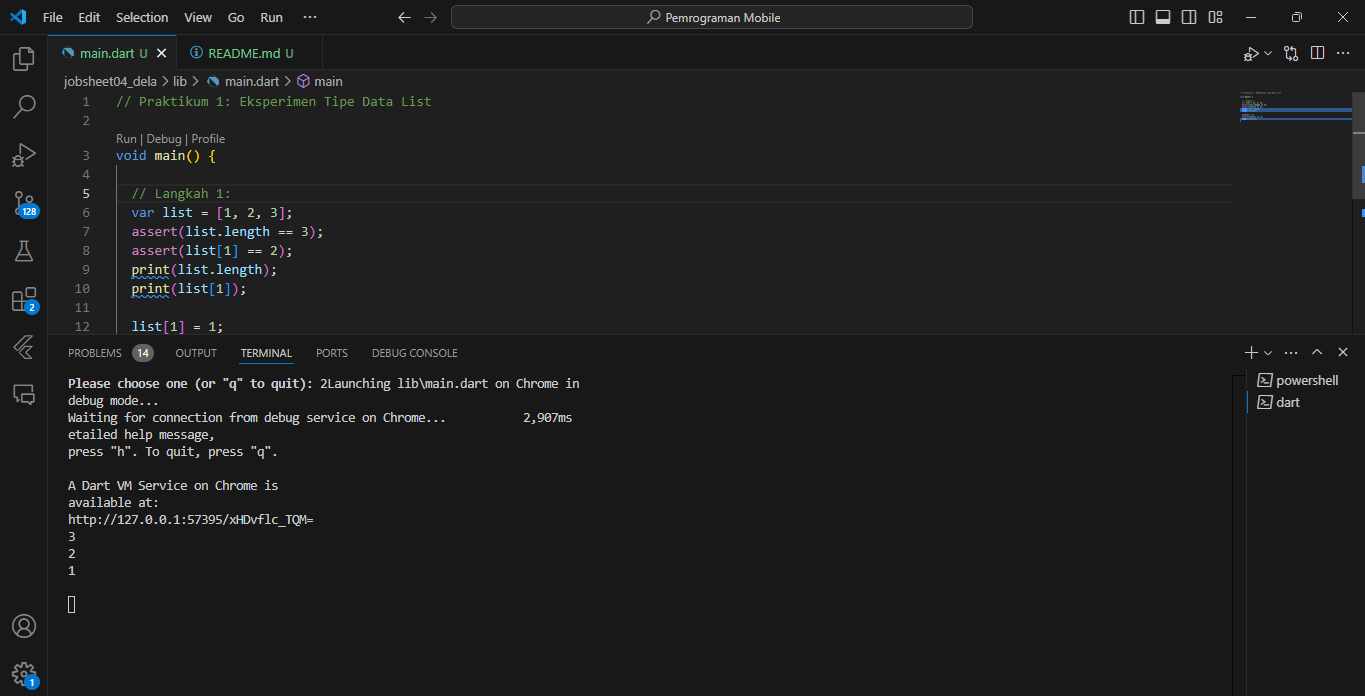 File Edit Selection View Go Run ···
Pemrograman Mobile
main.dart U
README.md U
jobsheet04_dela > lib > main.dart > main
1 // Praktikum 1: Eksperimen Tipe Data List
2
Run | Debug | Profile
3 void main() {
4
5 // Langkah 1:
6 var list = [1, 2, 3];
7 assert(list.length == 3);
8 assert(list[1] == 2);
9 print(list.length);
10 print(list[1]);
11
12 list[1] = 1;
128
2
PROBLEMS 14 OUTPUT TERMINAL PORTS DEBUG CONSOLE
powershell
dart
Please choose one (or "q" to quit): 2Launching lib\main.dart on Chrome in
debug mode...
Waiting for connection from debug service on Chrome... 2,907ms
etailed help message,
press "h". To quit, press "q".
A Dart VM Service on Chrome is
available at:
http://127.0.0.1:57395/xHDvflc_TQM=
3
2
1
1